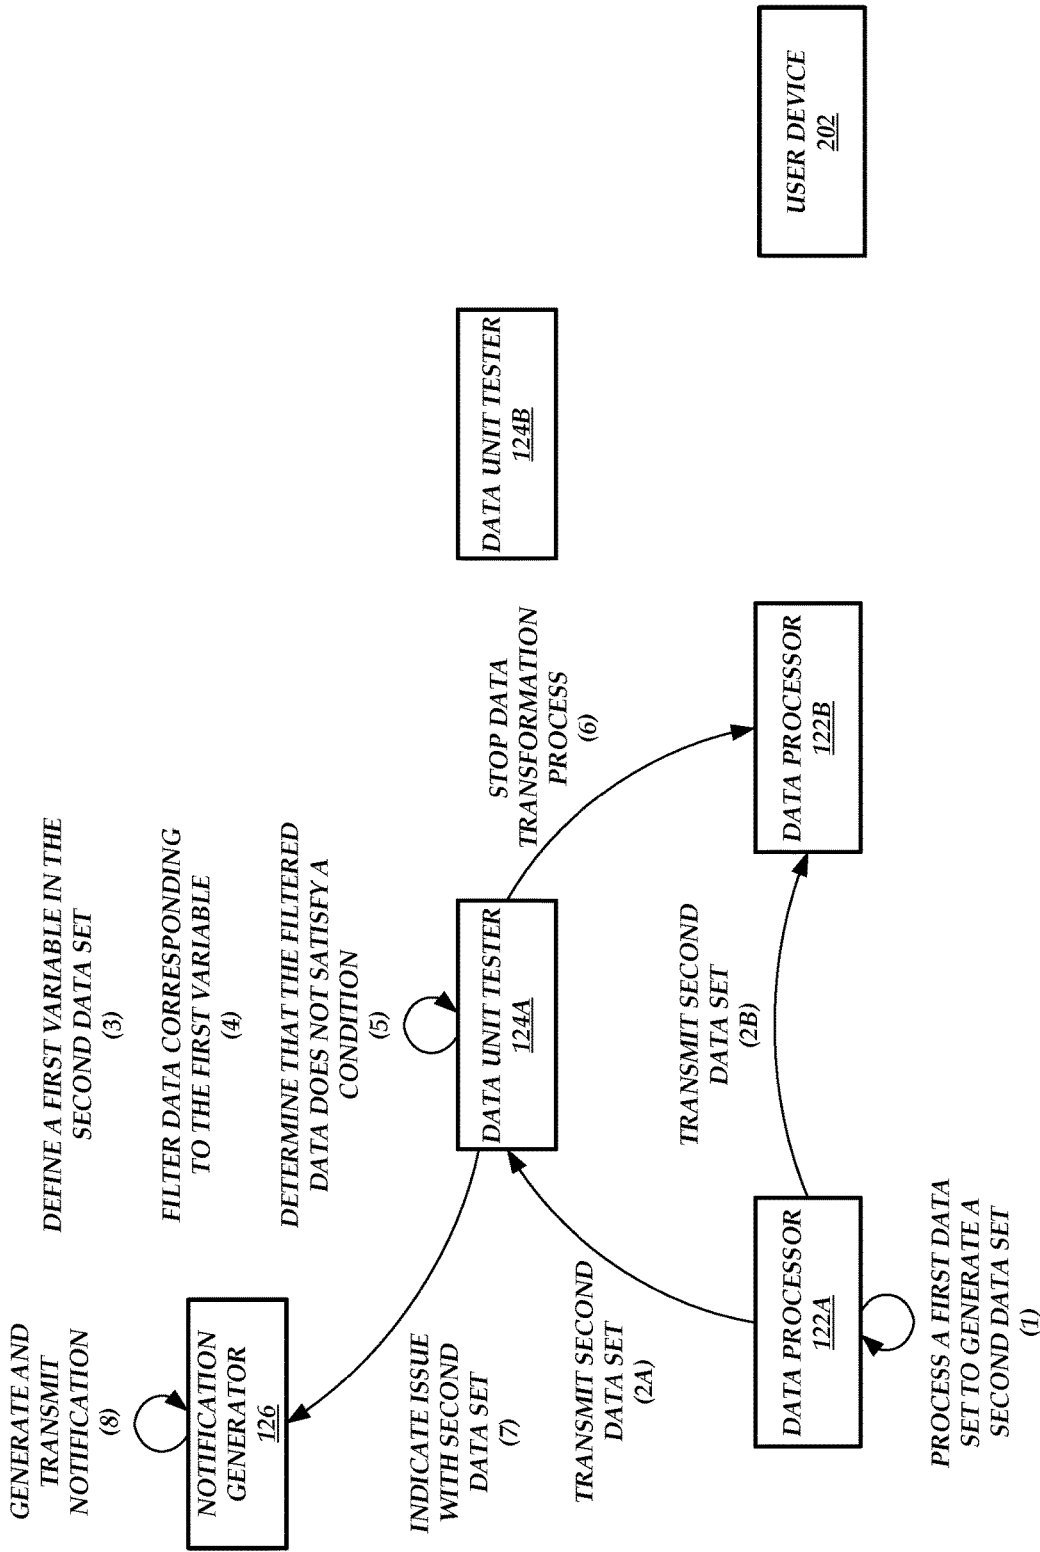 GENERATE AND
TRANSMIT
NOTIFICATION
(8)
NOTIFICATION
GENERATOR
126
DEFINE A FIRST VARIABLE IN THE
SECOND DATA SET
(3)
FILTER DATA CORRESPONDING
TO THE FIRST VARIABLE
(4)
DETERMINE THAT THE FILTERED
DATA DOES NOT SATISFY A
CONDITION
(5)
INDICATE ISSUE
WITH SECOND
DATA SET
(7)
DATA UNIT TESTER
124A
STOP DATA
TRANSFORMATION
PROCESS
(6)
DATA UNIT TESTER
124B
TRANSMIT SECOND
DATA SET
(2A)
TRANSMIT SECOND
DATA SET
(2B)
DATA PROCESSOR
122A
DATA PROCESSOR
122B
USER DEVICE
202
PROCESS A FIRST DATA
SET TO GENERATE A
SECOND DATA SET
(1)